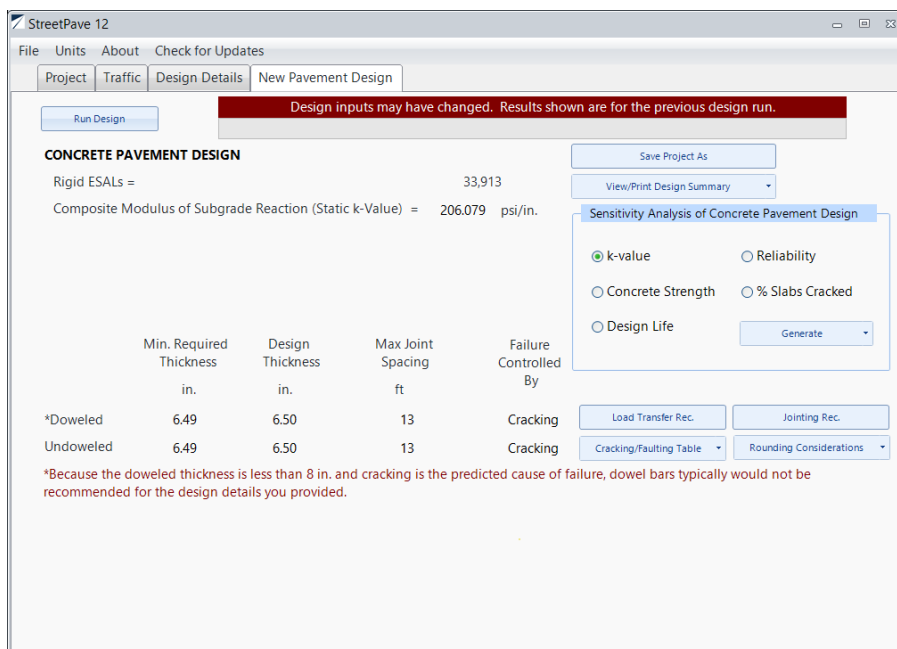 StreetPave 12
File Units About Check for Updates
Project Traffic Design Details New Pavement Design
Design inputs may have changed. Results shown are for the previous design run.
Run Design
CONCRETE PAVEMENT DESIGN
Save Project As
Rigid ESALs = 33,913
View/Print Design Summary
Composite Modulus of Subgrade Reaction (Static k-Value) = 206.079 psi/in.
Sensitivity Analysis of Concrete Pavement Design
k-value Reliability
Concrete Strength % Slabs Cracked
Design Life Generate
Min. Required Design Max Joint Failure
Thickness Thickness Spacing Controlled
in. in. ft By
*Doweled 6.49 6.50 13 Cracking
Load Transfer Rec. Jointing Rec.
Undoweled 6.49 6.50 13 Cracking
Cracking/Faulting Table Rounding Considerations
*Because the doweled thickness is less than 8 in. and cracking is the predicted cause of failure, dowel bars typically would not be
recommended for the design details you provided.